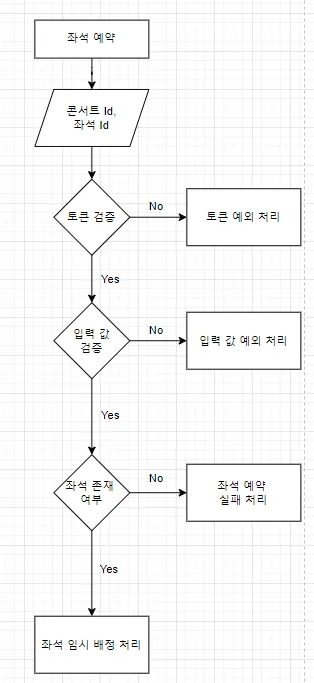 좌석 예약
콘서트 Id,
좌석 Id
토큰 검증
No
토큰 예외 처리
Yes
입력 값
검증
No
입력 값 예외 처리
Yes
좌석 존재
여부
No
좌석 예약
실패 처리
Yes
좌석 임시 배정 처리